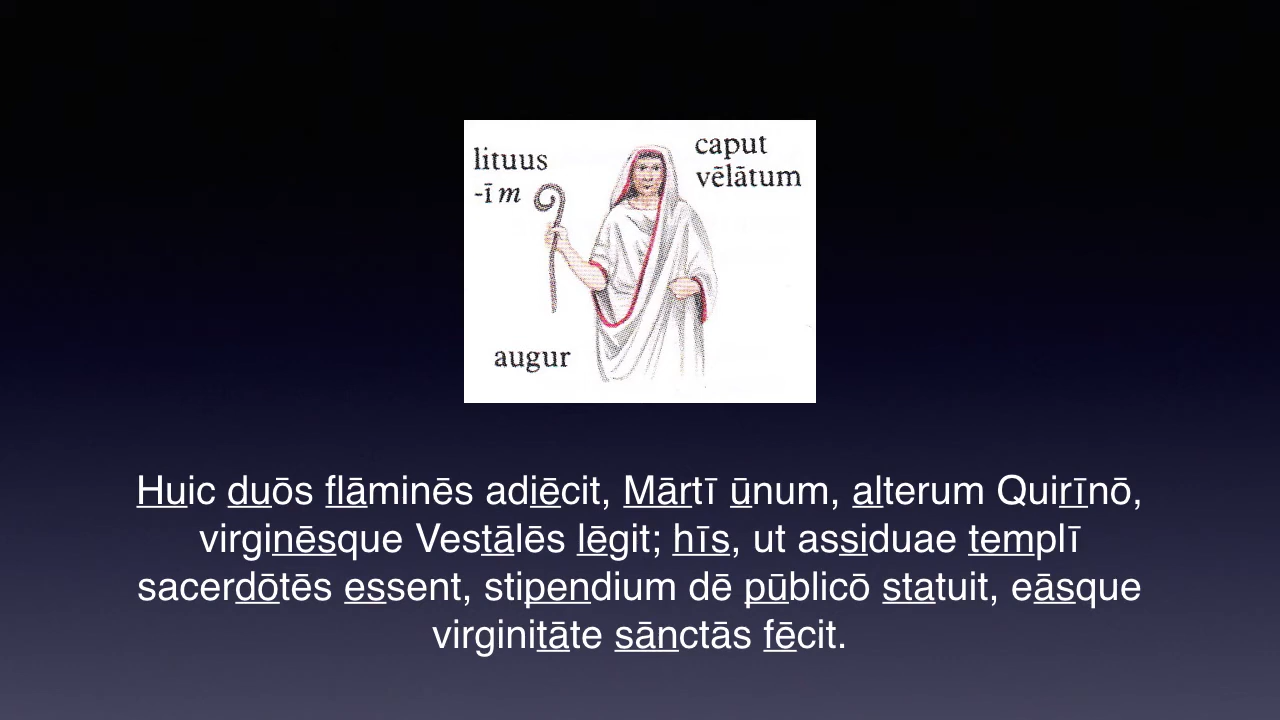 lituus
-ī m
caput
vēlātum
augur
Huic duōs flāminēs adiēcit, Mārtī ūnum, alterum Quirīnō,
virginēsque Vestālēs lēgit; hīs, ut assiduae templī
sacerdōtēs essent, stipendium dē pūblicō statuit, eāsque
virginitāte sānctās fēcit.